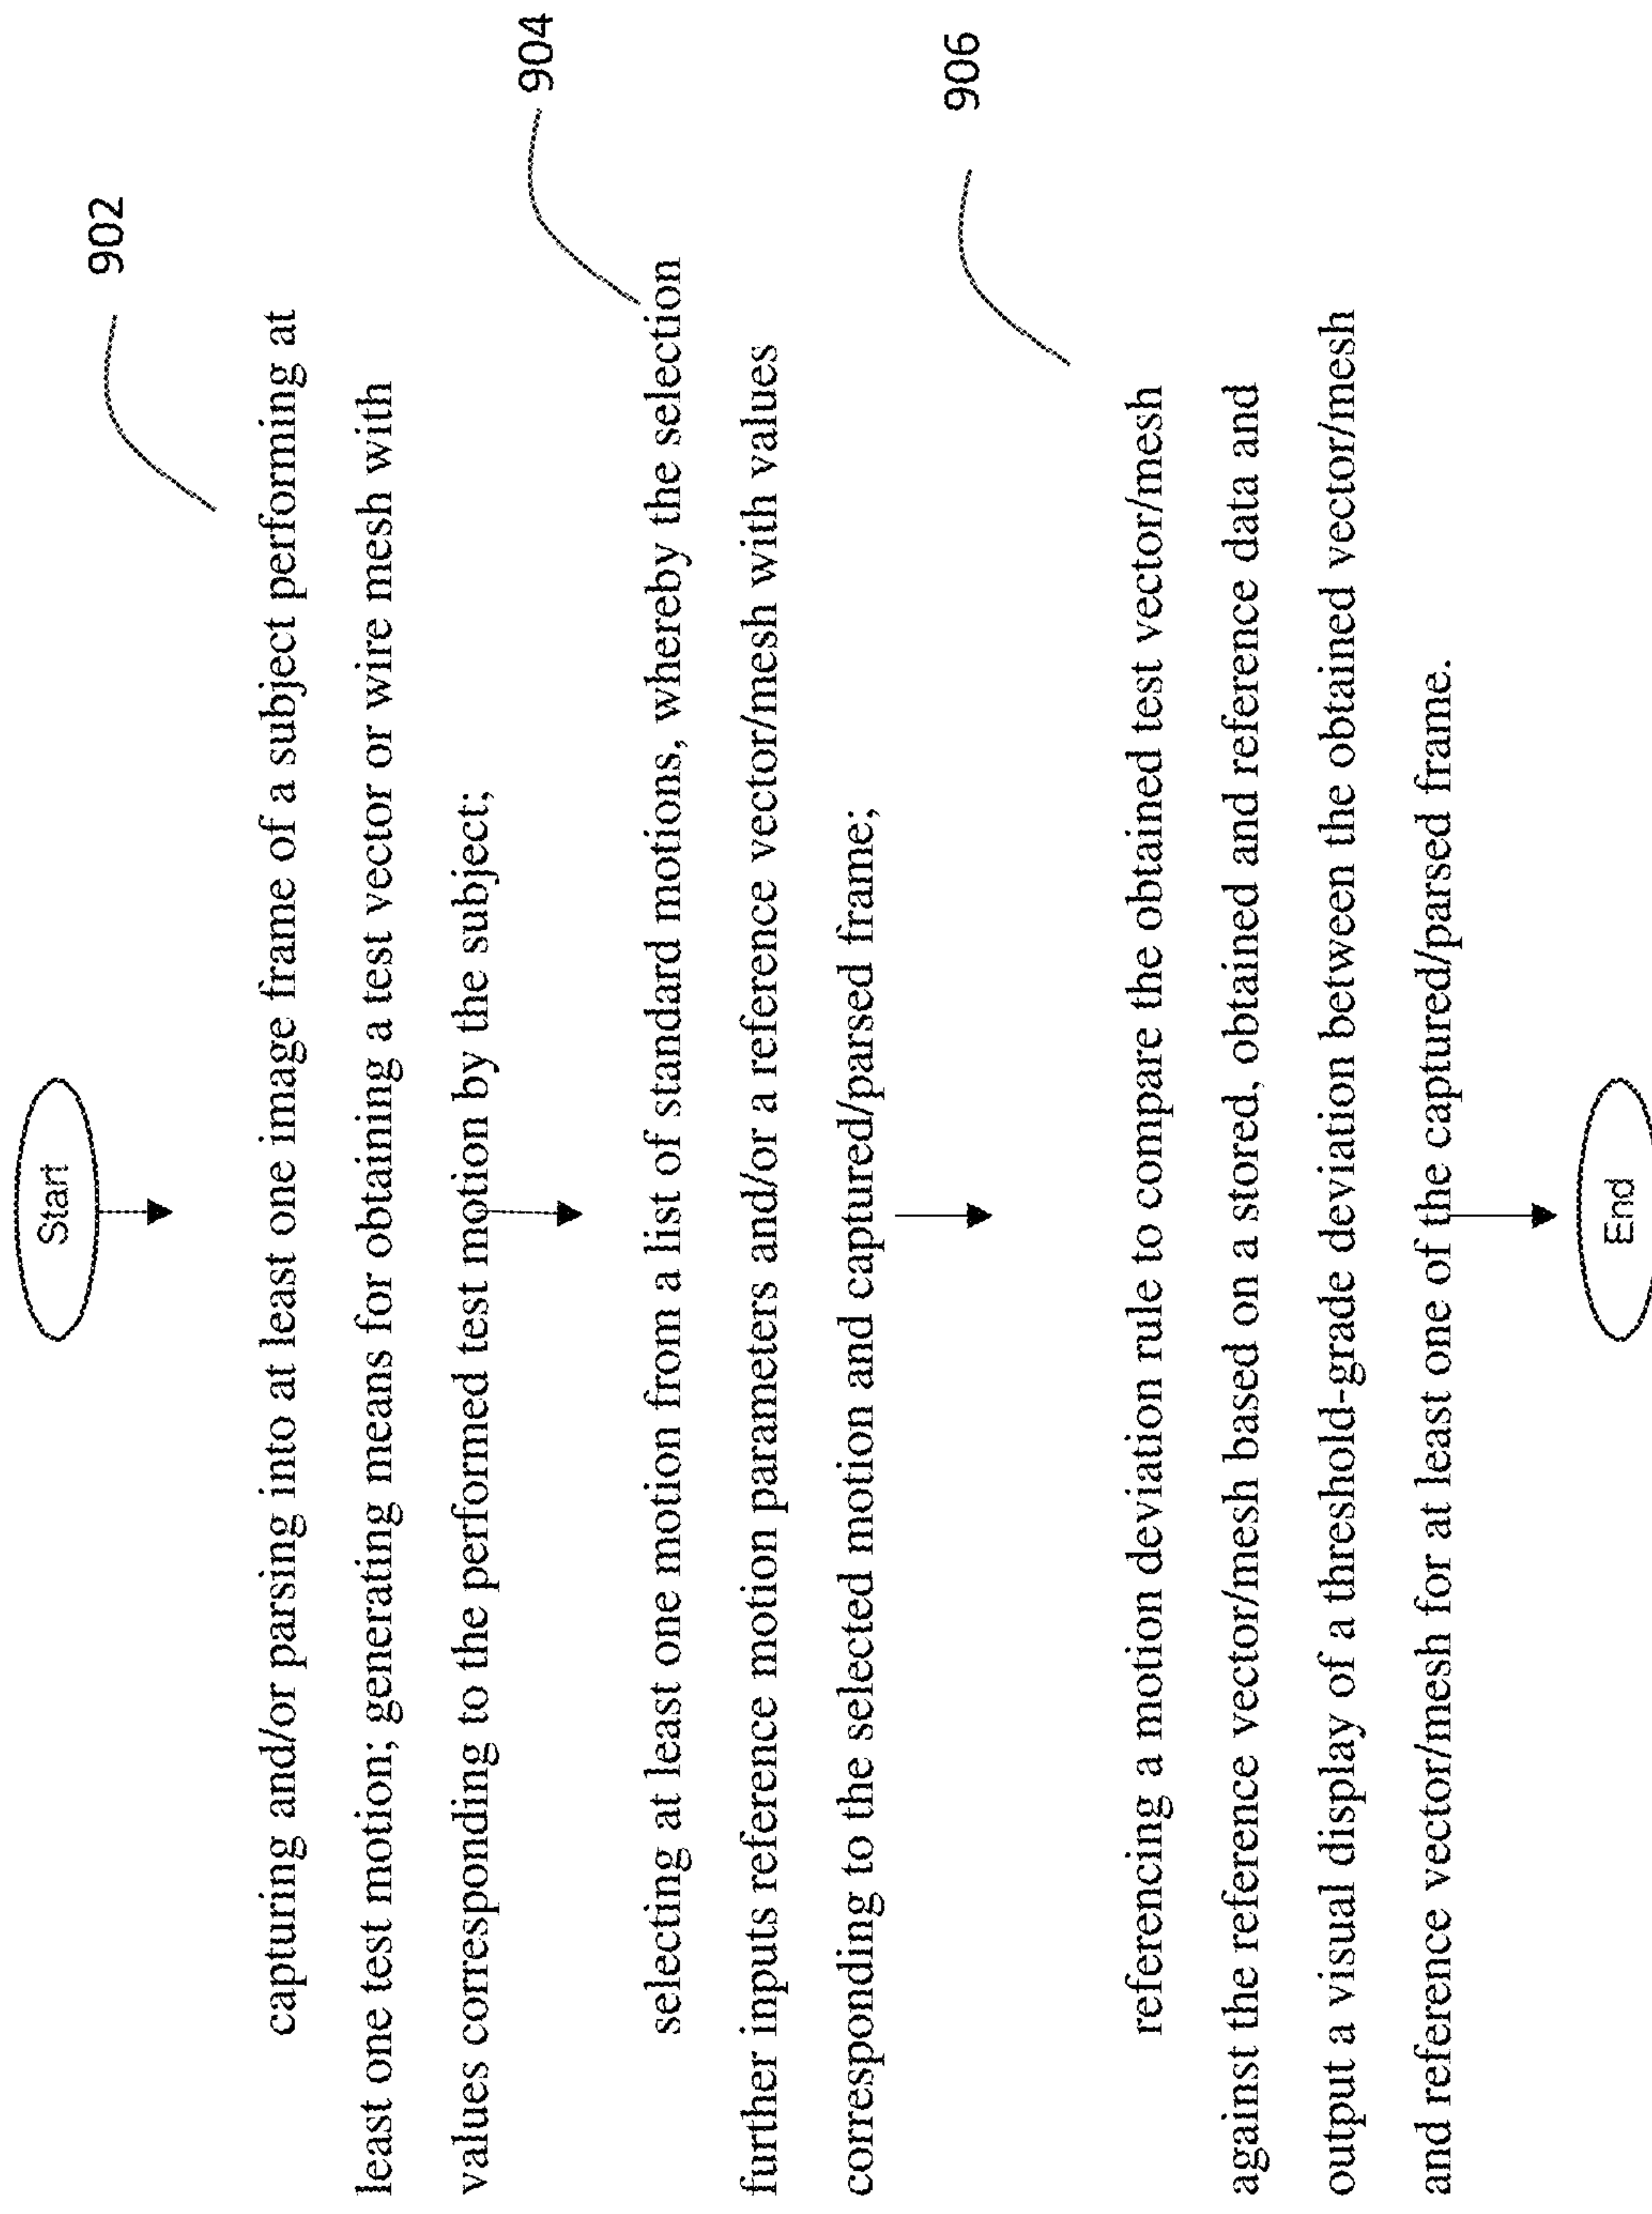 Start
902
capturing and/or parsing into at least one image frame of a subject performing at
least one test motion; generating means for obtaining a test vector or wire mesh with
values corresponding to the performed test motion by the subject;
904
selecting at least one motion from a list of standard motions, whereby the selection
further inputs reference motion parameters and/or a reference vector/mesh with values
corresponding to the selected motion and captured/parsed frame;
906
referencing a motion deviation rule to compare the obtained test vector/mesh
against the reference vector/mesh based on a stored, obtained and reference data and
output a visual display of a threshold-grade deviation between the obtained vector/mesh
and reference vector/mesh for at least one of the captured/parsed frame.
End